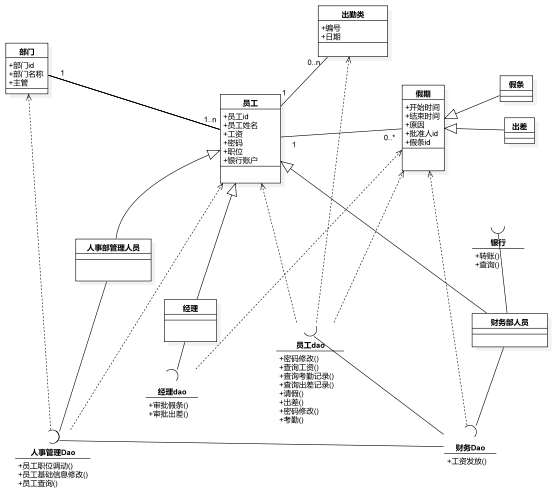 出勤类
+编号
+日期
部门
+部门id
+部门名称
+主管
1
0..n
1
员工
+员工id
+员工姓名
+工资
+密码
+职位
+银行账户
1..n
1
0..*
假期
+开始时间
+结束时间
+原因
+批准人id
+假条id
假条
出差
人事部管理人员
银行
+转账()
+查询()
经理
财务部人员
员工dao
+密码修改()
+查询工资()
+查询考勤记录()
+查询出差记录()
+请假()
+出差()
+密码修改()
+考勤()
经理dao
+审批假条()
+审批出差()
人事管理Dao
+员工职位调动()
+员工基础信息修改()
+员工查询()
财务Dao
+工资发放()